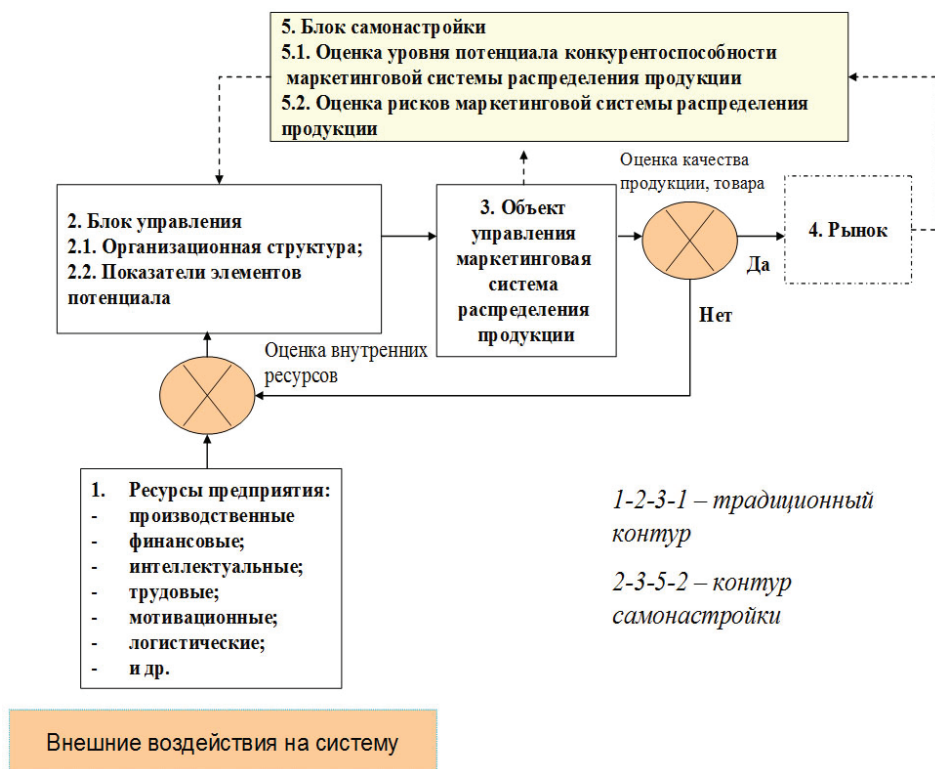 5. Блок самонастройки
5.1. Оценка уровня потенциала конкурентоспособности
маркетинговой системы распределения продукции
5.2. Оценка рисков маркетинговой системы распределения
продукции
Оценка качества
продукции, товара
2. Блок управления
2.1. Организационная структура;
2.2. Показатели элементов
потенциала
3. Объект
управления
маркетинговая
система
распределения
продукции
4. Рынок
Да
Нет
Оценка внутренних
ресурсов
1. Ресурсы предприятия:
- производственные
- финансовые;
- интеллектуальные;
- трудовые;
- мотивационные;
- логистические;
- и др.
1-2-3-1 – традиционный
контур
2-3-5-2 – контур
самонастройки
Внешние воздействия на систему